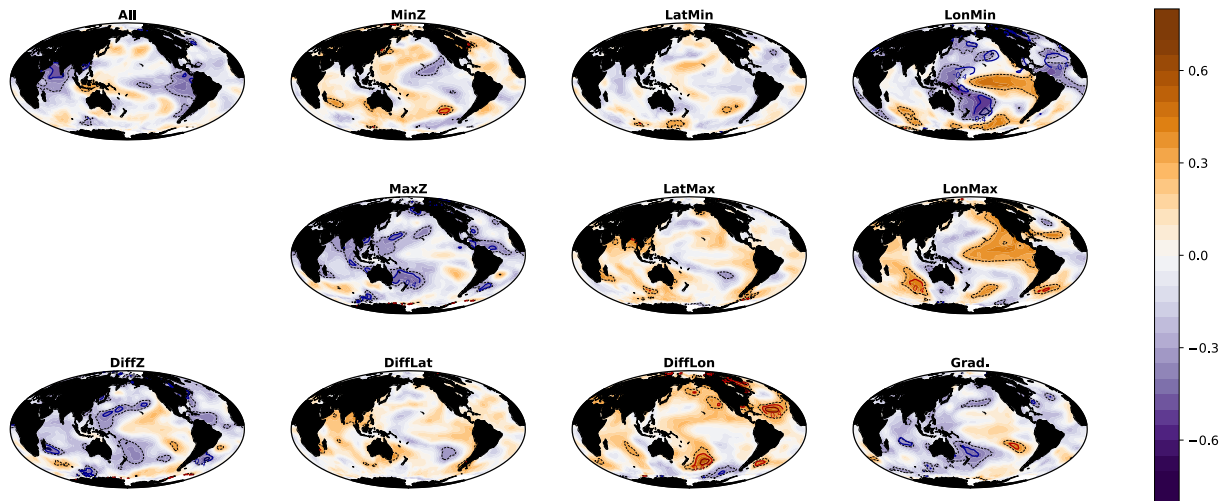 All MinZ LatMin LonMin
MaxZ LatMax LonMax
DiffZ DiffLat DiffLon Grad.
0.6
0.3
0.0
−0.3
−0.6